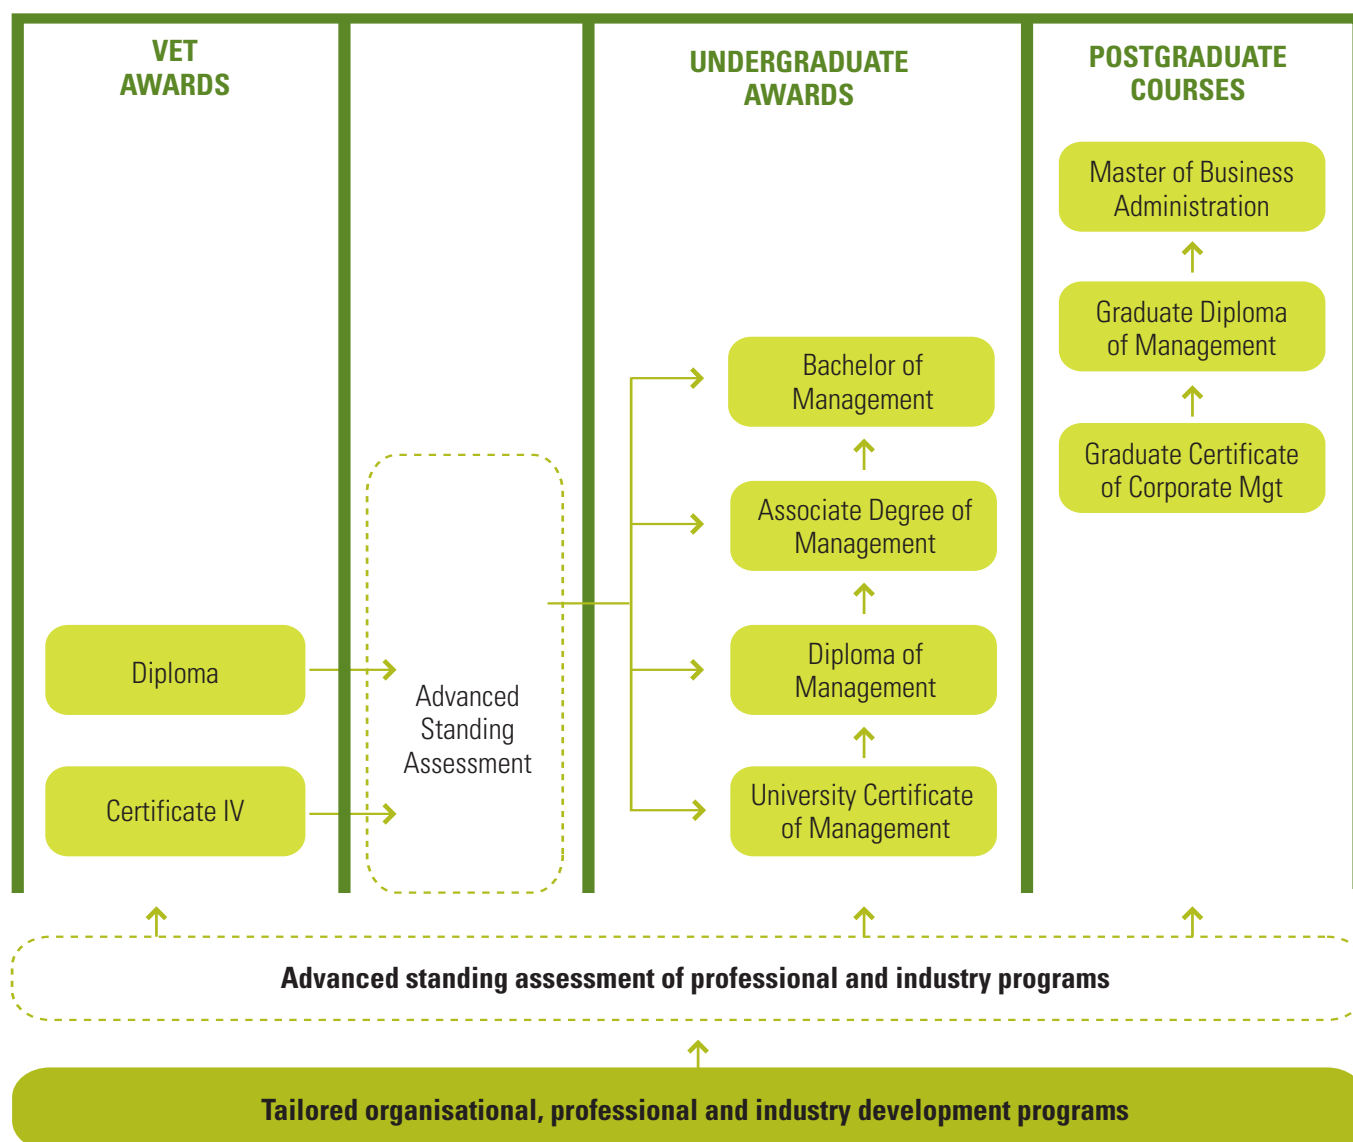 VET
AWARDS
UNDERGRADUATE
AWARDS
POSTGRADUATE
COURSES
Master of Business
Administration
Graduate Diploma
of Management
Graduate Certificate
of Corporate Mgt
Bachelor of
Management
Associate Degree of
Management
Diploma of
Management
University Certificate
of Management
Diploma
Certificate IV
Advanced
Standing
Assessment
Advanced standing assessment of professional and industry programs
Tailored organisational, professional and industry development programs